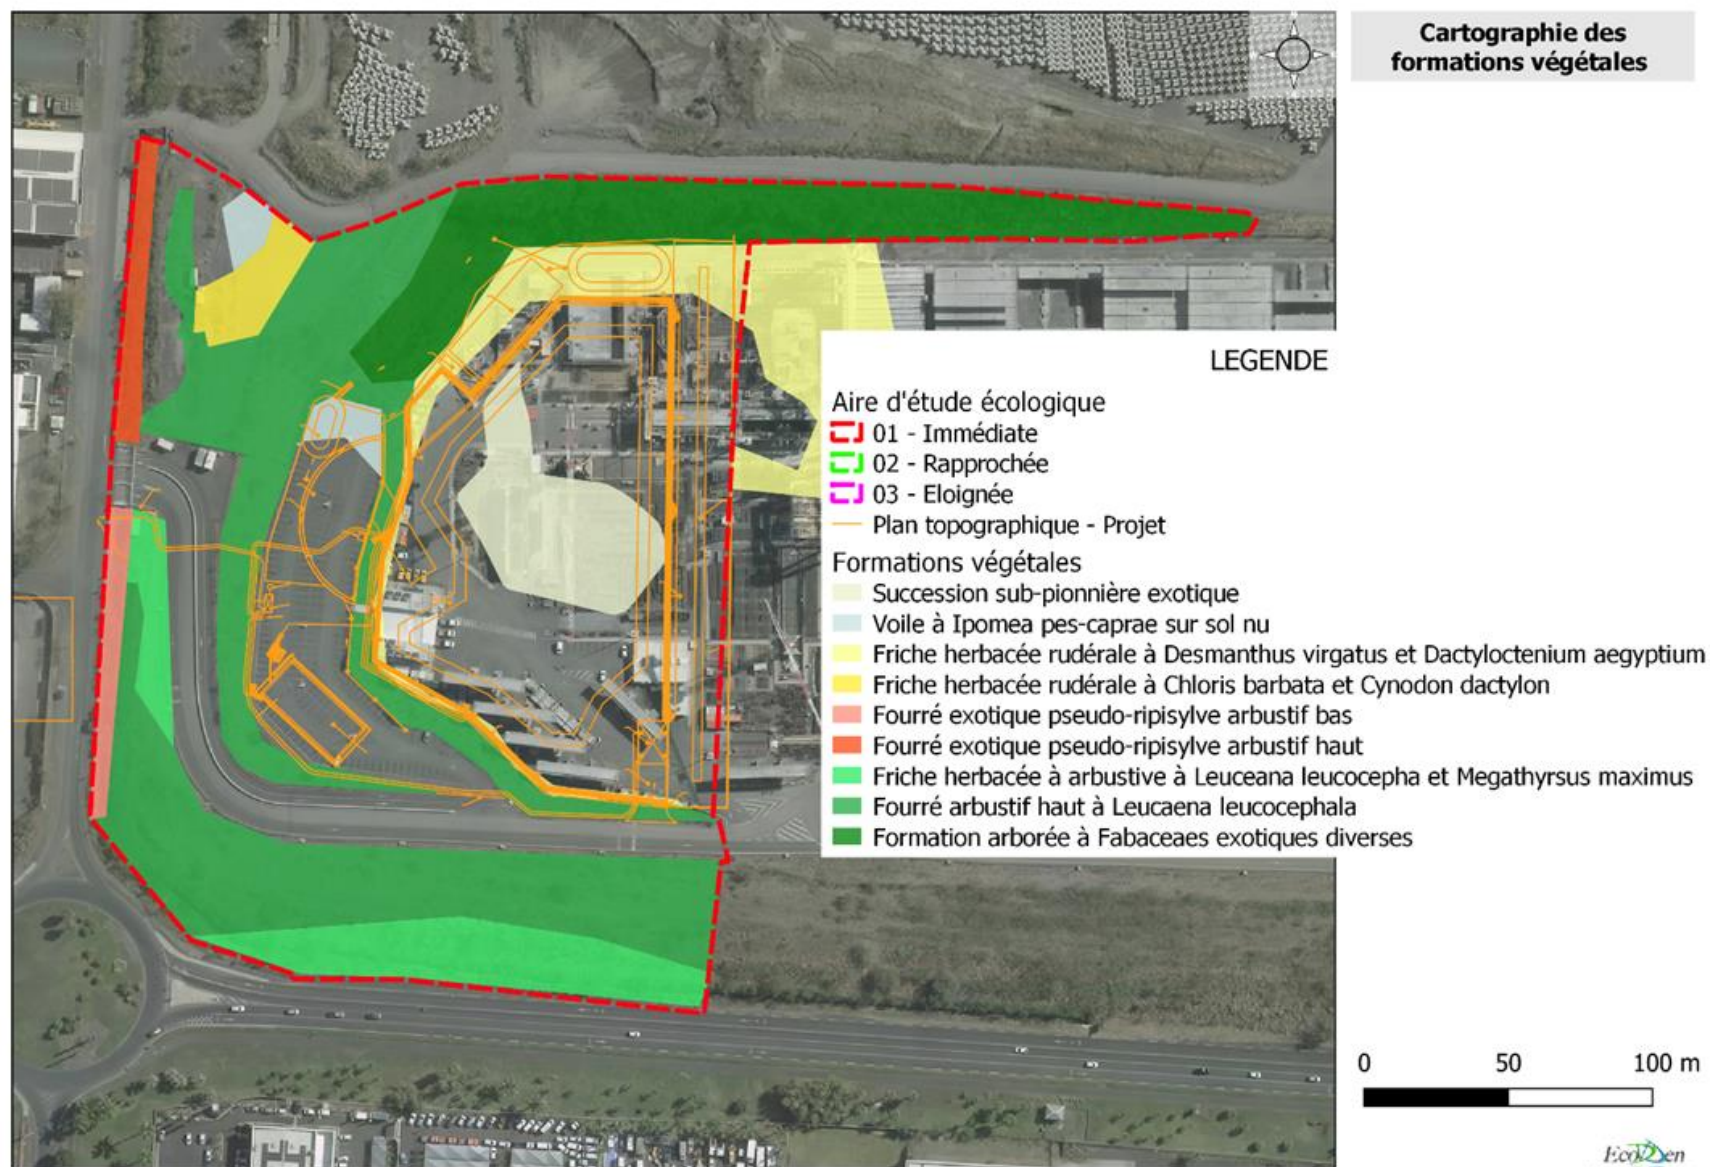 Cartographie des
formations végétales
LEGENDE
Aire d'étude écologique
01 - Immédiate
02 - Rapprochée
03 - Eloignée
Plan topographique - Projet
Formations végétales
Succession sub-pionnière exotique
Voile à Ipomea pes-caprae sur sol nu
Friche herbacée rudérale à Desmanthus virgatus et Dactyloctenium aegyptium
Friche herbacée rudérale à Chloris barbata et Cynodon dactylon
Fourré exotique pseudo-ripisylve arbustif bas
Fourré exotique pseudo-ripisylve arbustif haut
Friche herbacée à arbustive à Leuceana leucocepha et Megathyrsus maximus
Fourré arbustif haut à Leucaena leucocephala
Formation arborée à Fabaceaes exotiques diverses
0 50 100 m